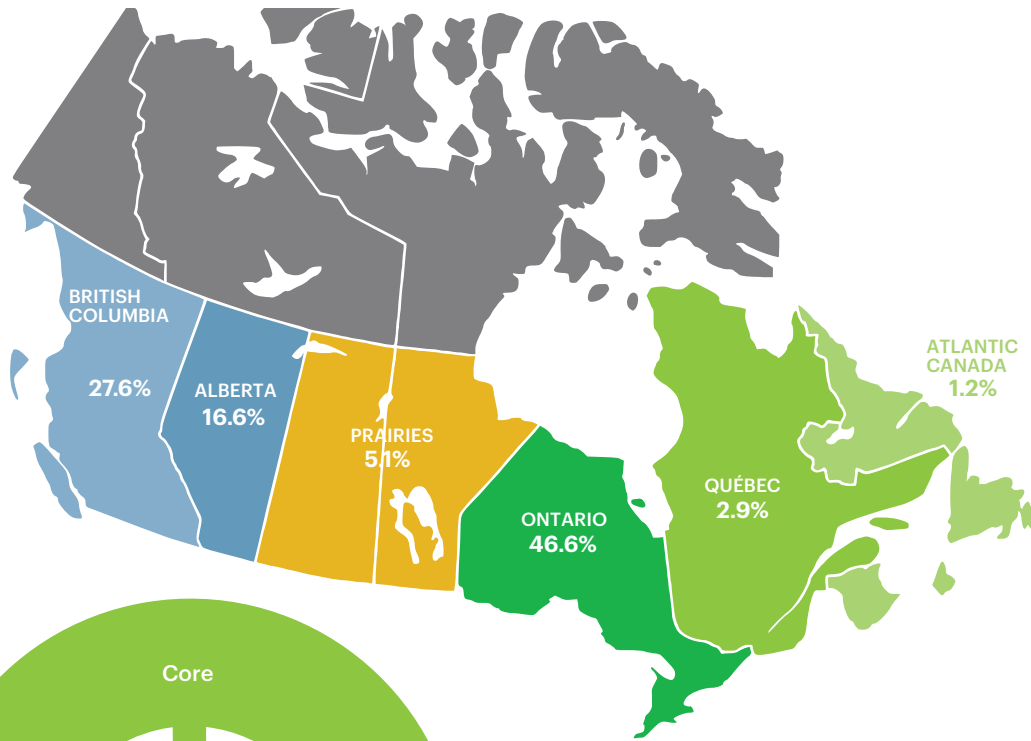 BRITISH
COLUMBIA
27.6%
ALBERTA
16.6%
PRAIRIES
5.1%
ONTARIO
46.6%
QUÉBEC
2.9%
ATLANTIC
CANADA
1.2%
Core